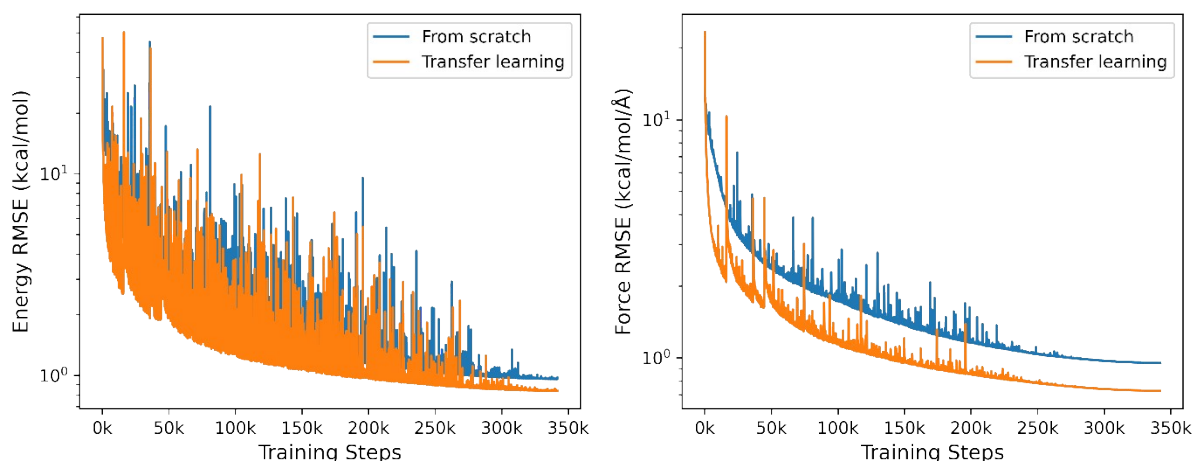 Energy RMSE (kcal/mol)
10¹
10⁰
From scratch
Transfer learning
0k 50k 100k 150k 200k 250k 300k 350k
Training Steps
Force RMSE (kcal/mol/Å)
10¹
10⁰
From scratch
Transfer learning
0k 50k 100k 150k 200k 250k 300k 350k
Training Steps